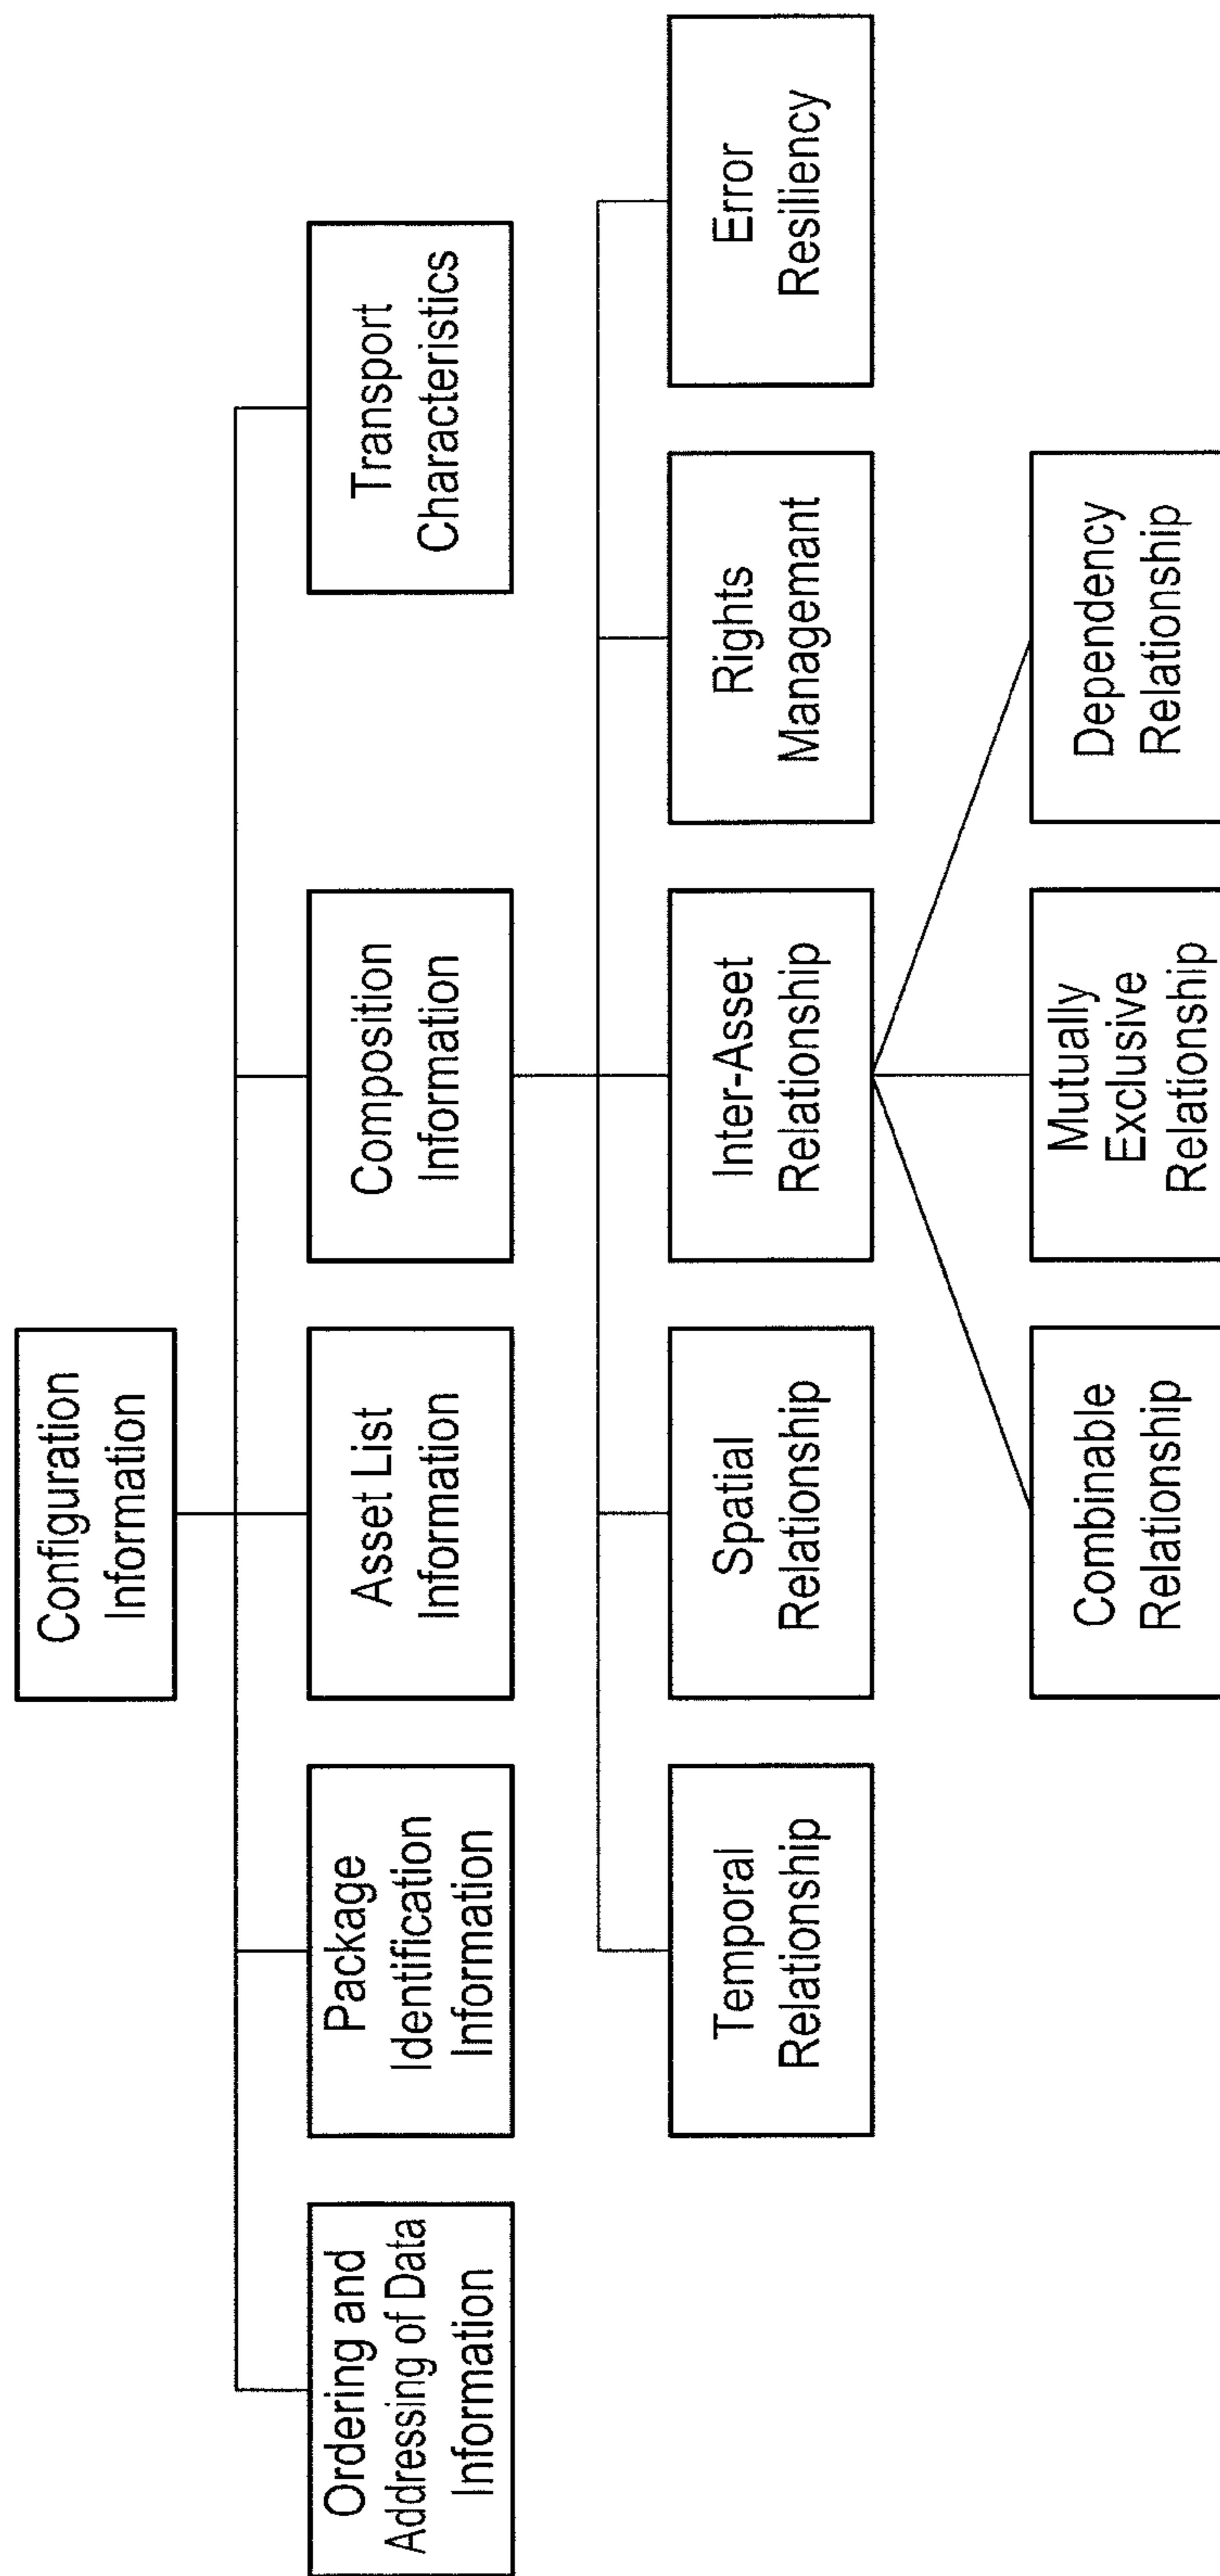 Configuration
Information
Ordering and
Addressing of Data
Information
Package
Identification
Information
Asset List
Information
Composition
Information
Transport
Characteristics
Temporal
Relationship
Spatial
Relationship
Inter-Asset
Relationship
Rights
Managemant
Error
Resiliency
Combinable
Relationship
Mutually
Exclusive
Relationship
Dependency
Relationship